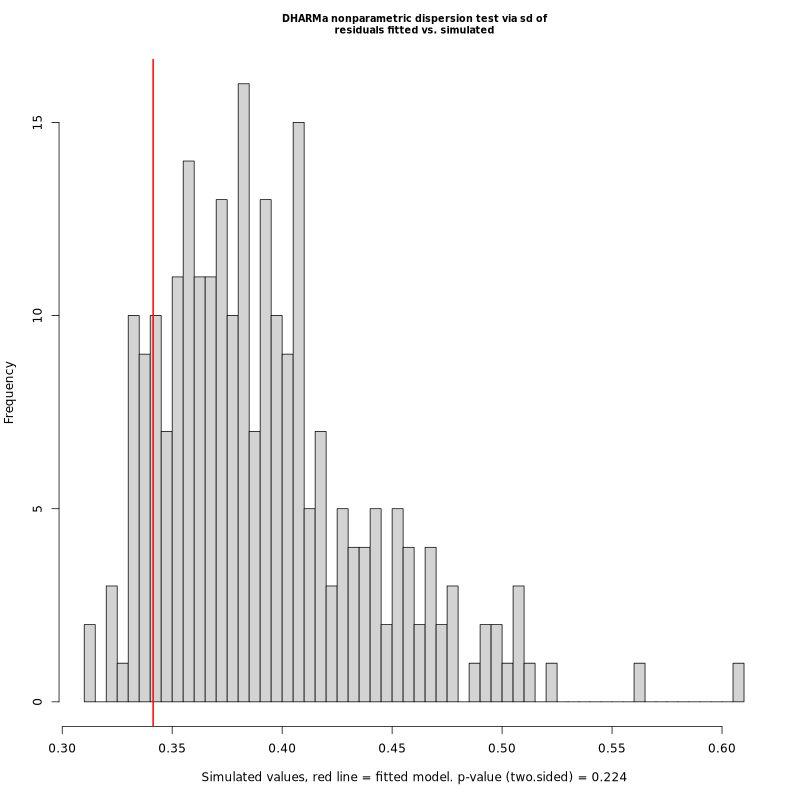 DHARMa nonparametric dispersion test via sd of
residuals fitted vs. simulated
15
10
5
0
Frequency
0.30 0.35 0.40 0.45 0.50 0.55 0.60
Simulated values, red line = fitted model. p-value (two.sided) = 0.224